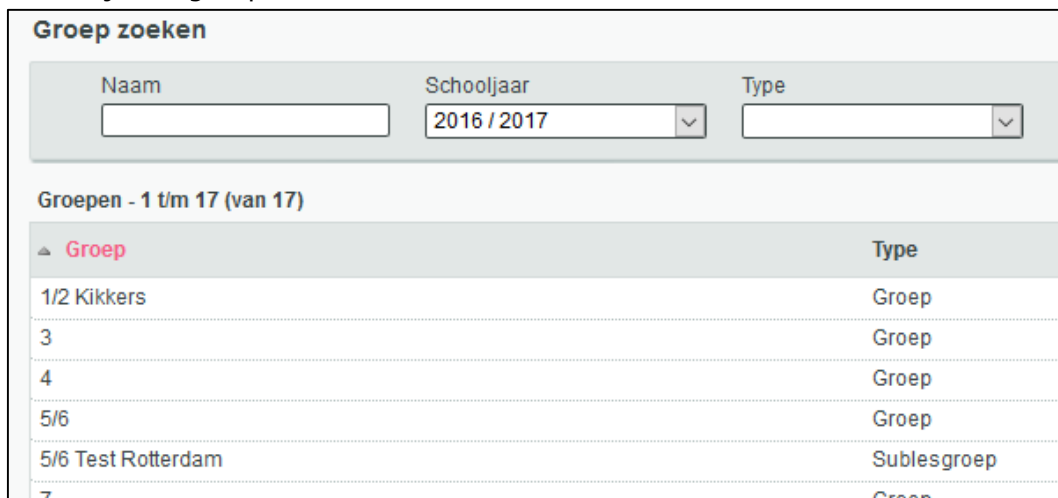 Groep zoeken
Naam Schooljaar Type
2016 / 2017
Groepen - 1 t/m 17 (van 17)
Groep Type
1/2 Kikkers Groep
3 Groep
4 Groep
5/6 Groep
5/6 Test Rotterdam Sublesgroep